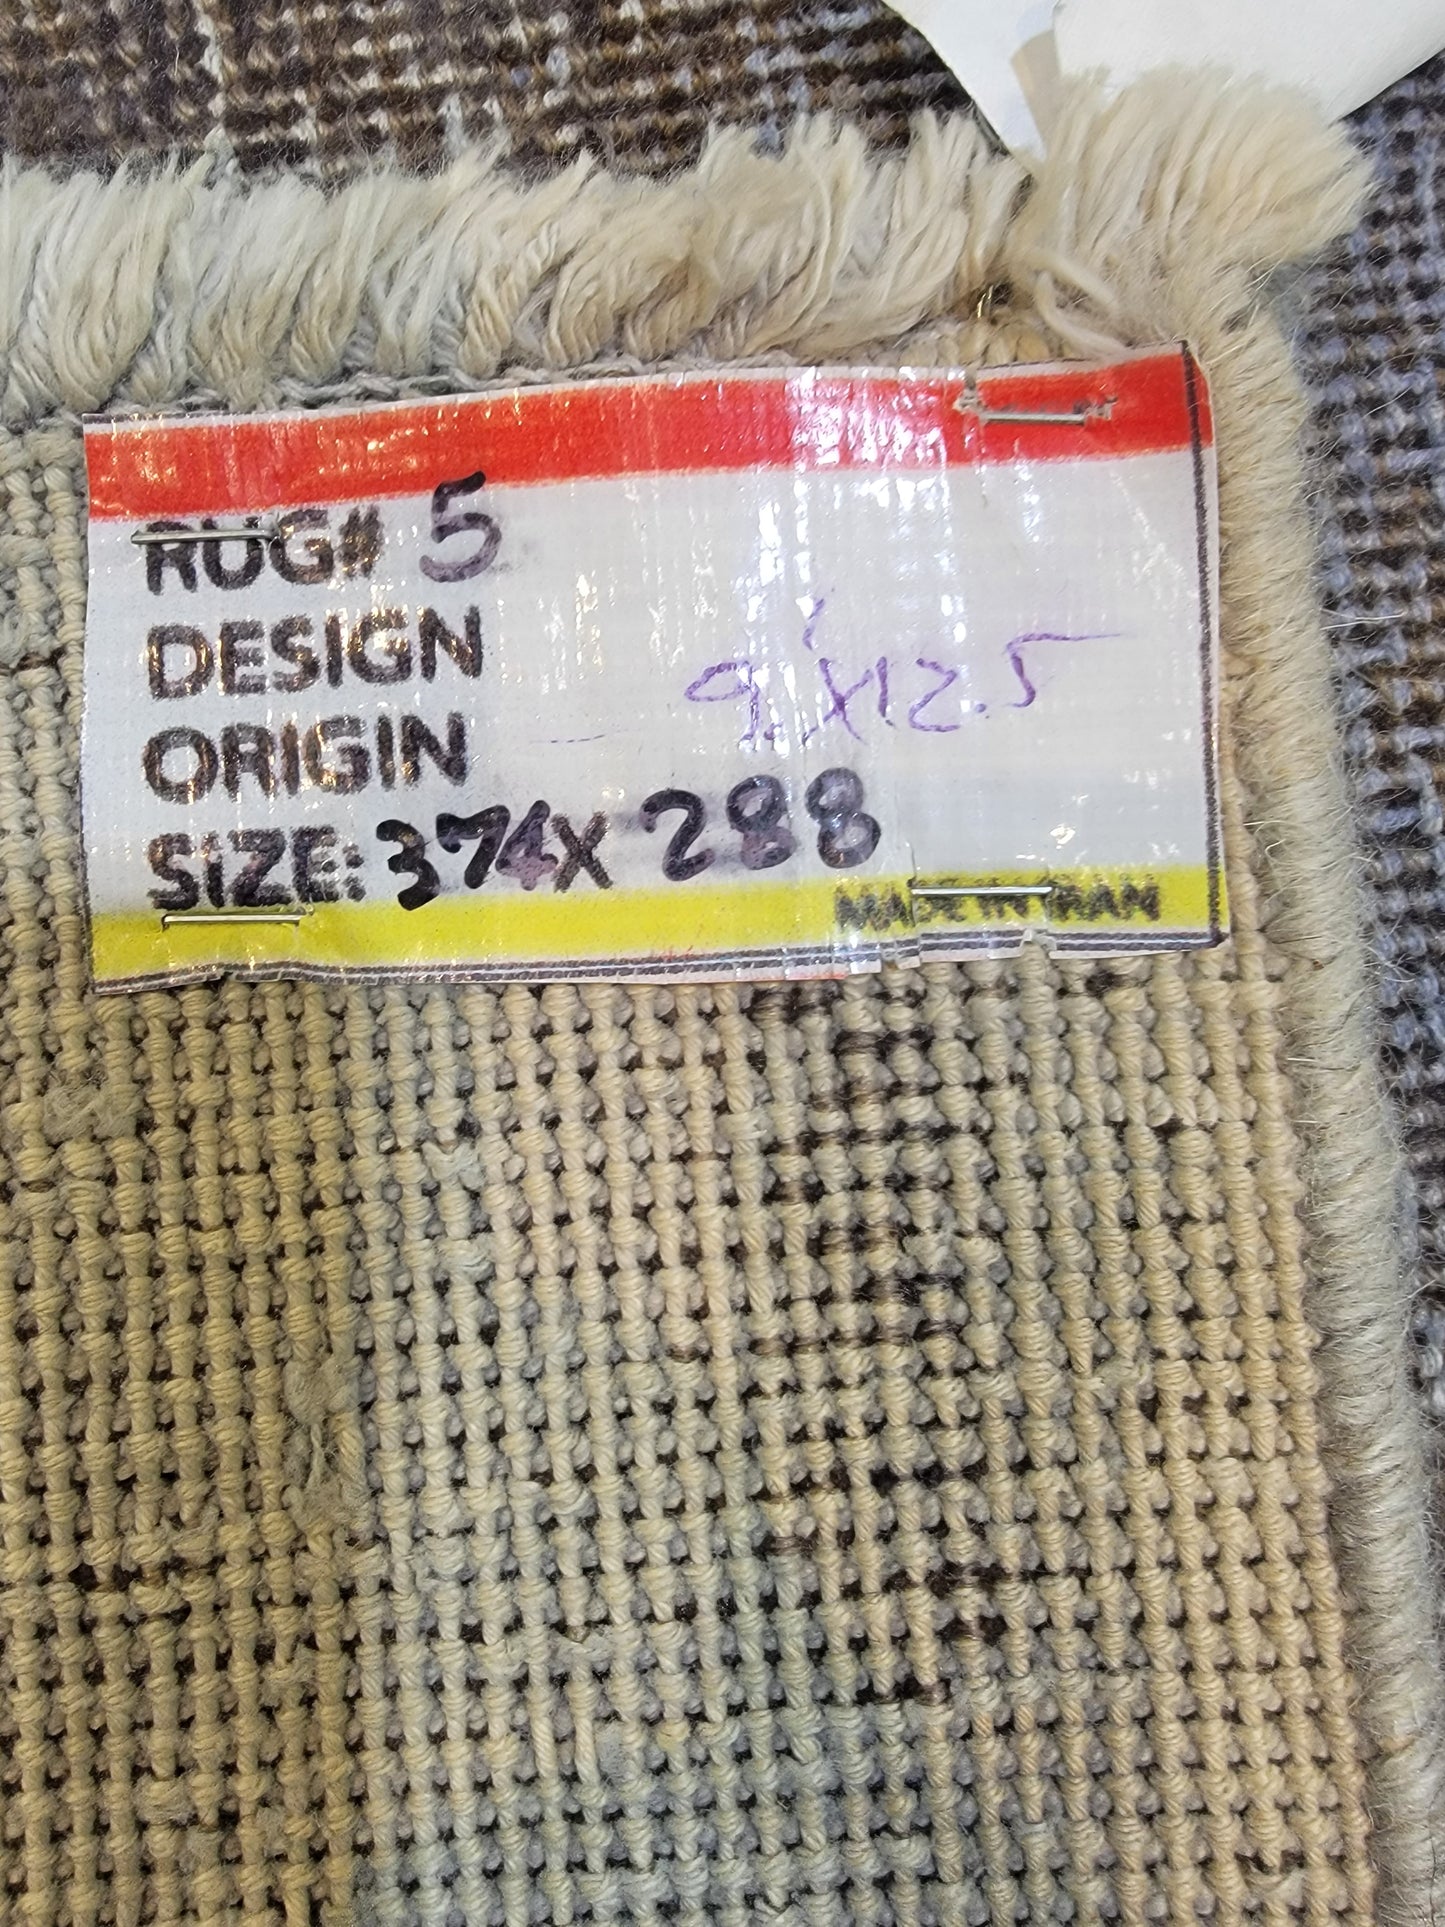 RUG# 5
DESIGN
ORIGIN
9.'x12.5
SIZE: 374X 288
MADE IN IRAN